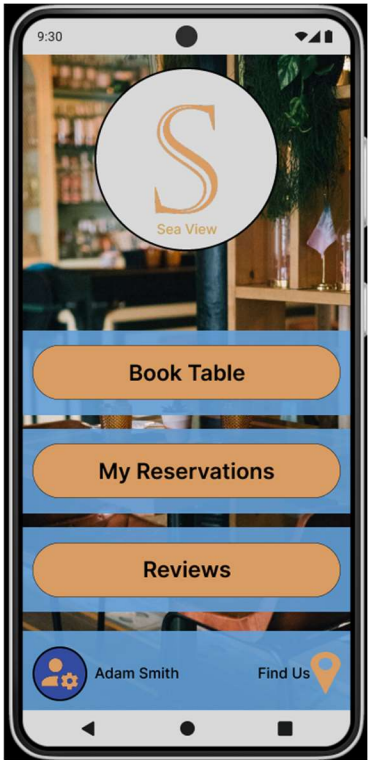 9:30
S
Sea View
Book Table
My Reservations
Reviews
Adam Smith Find Us